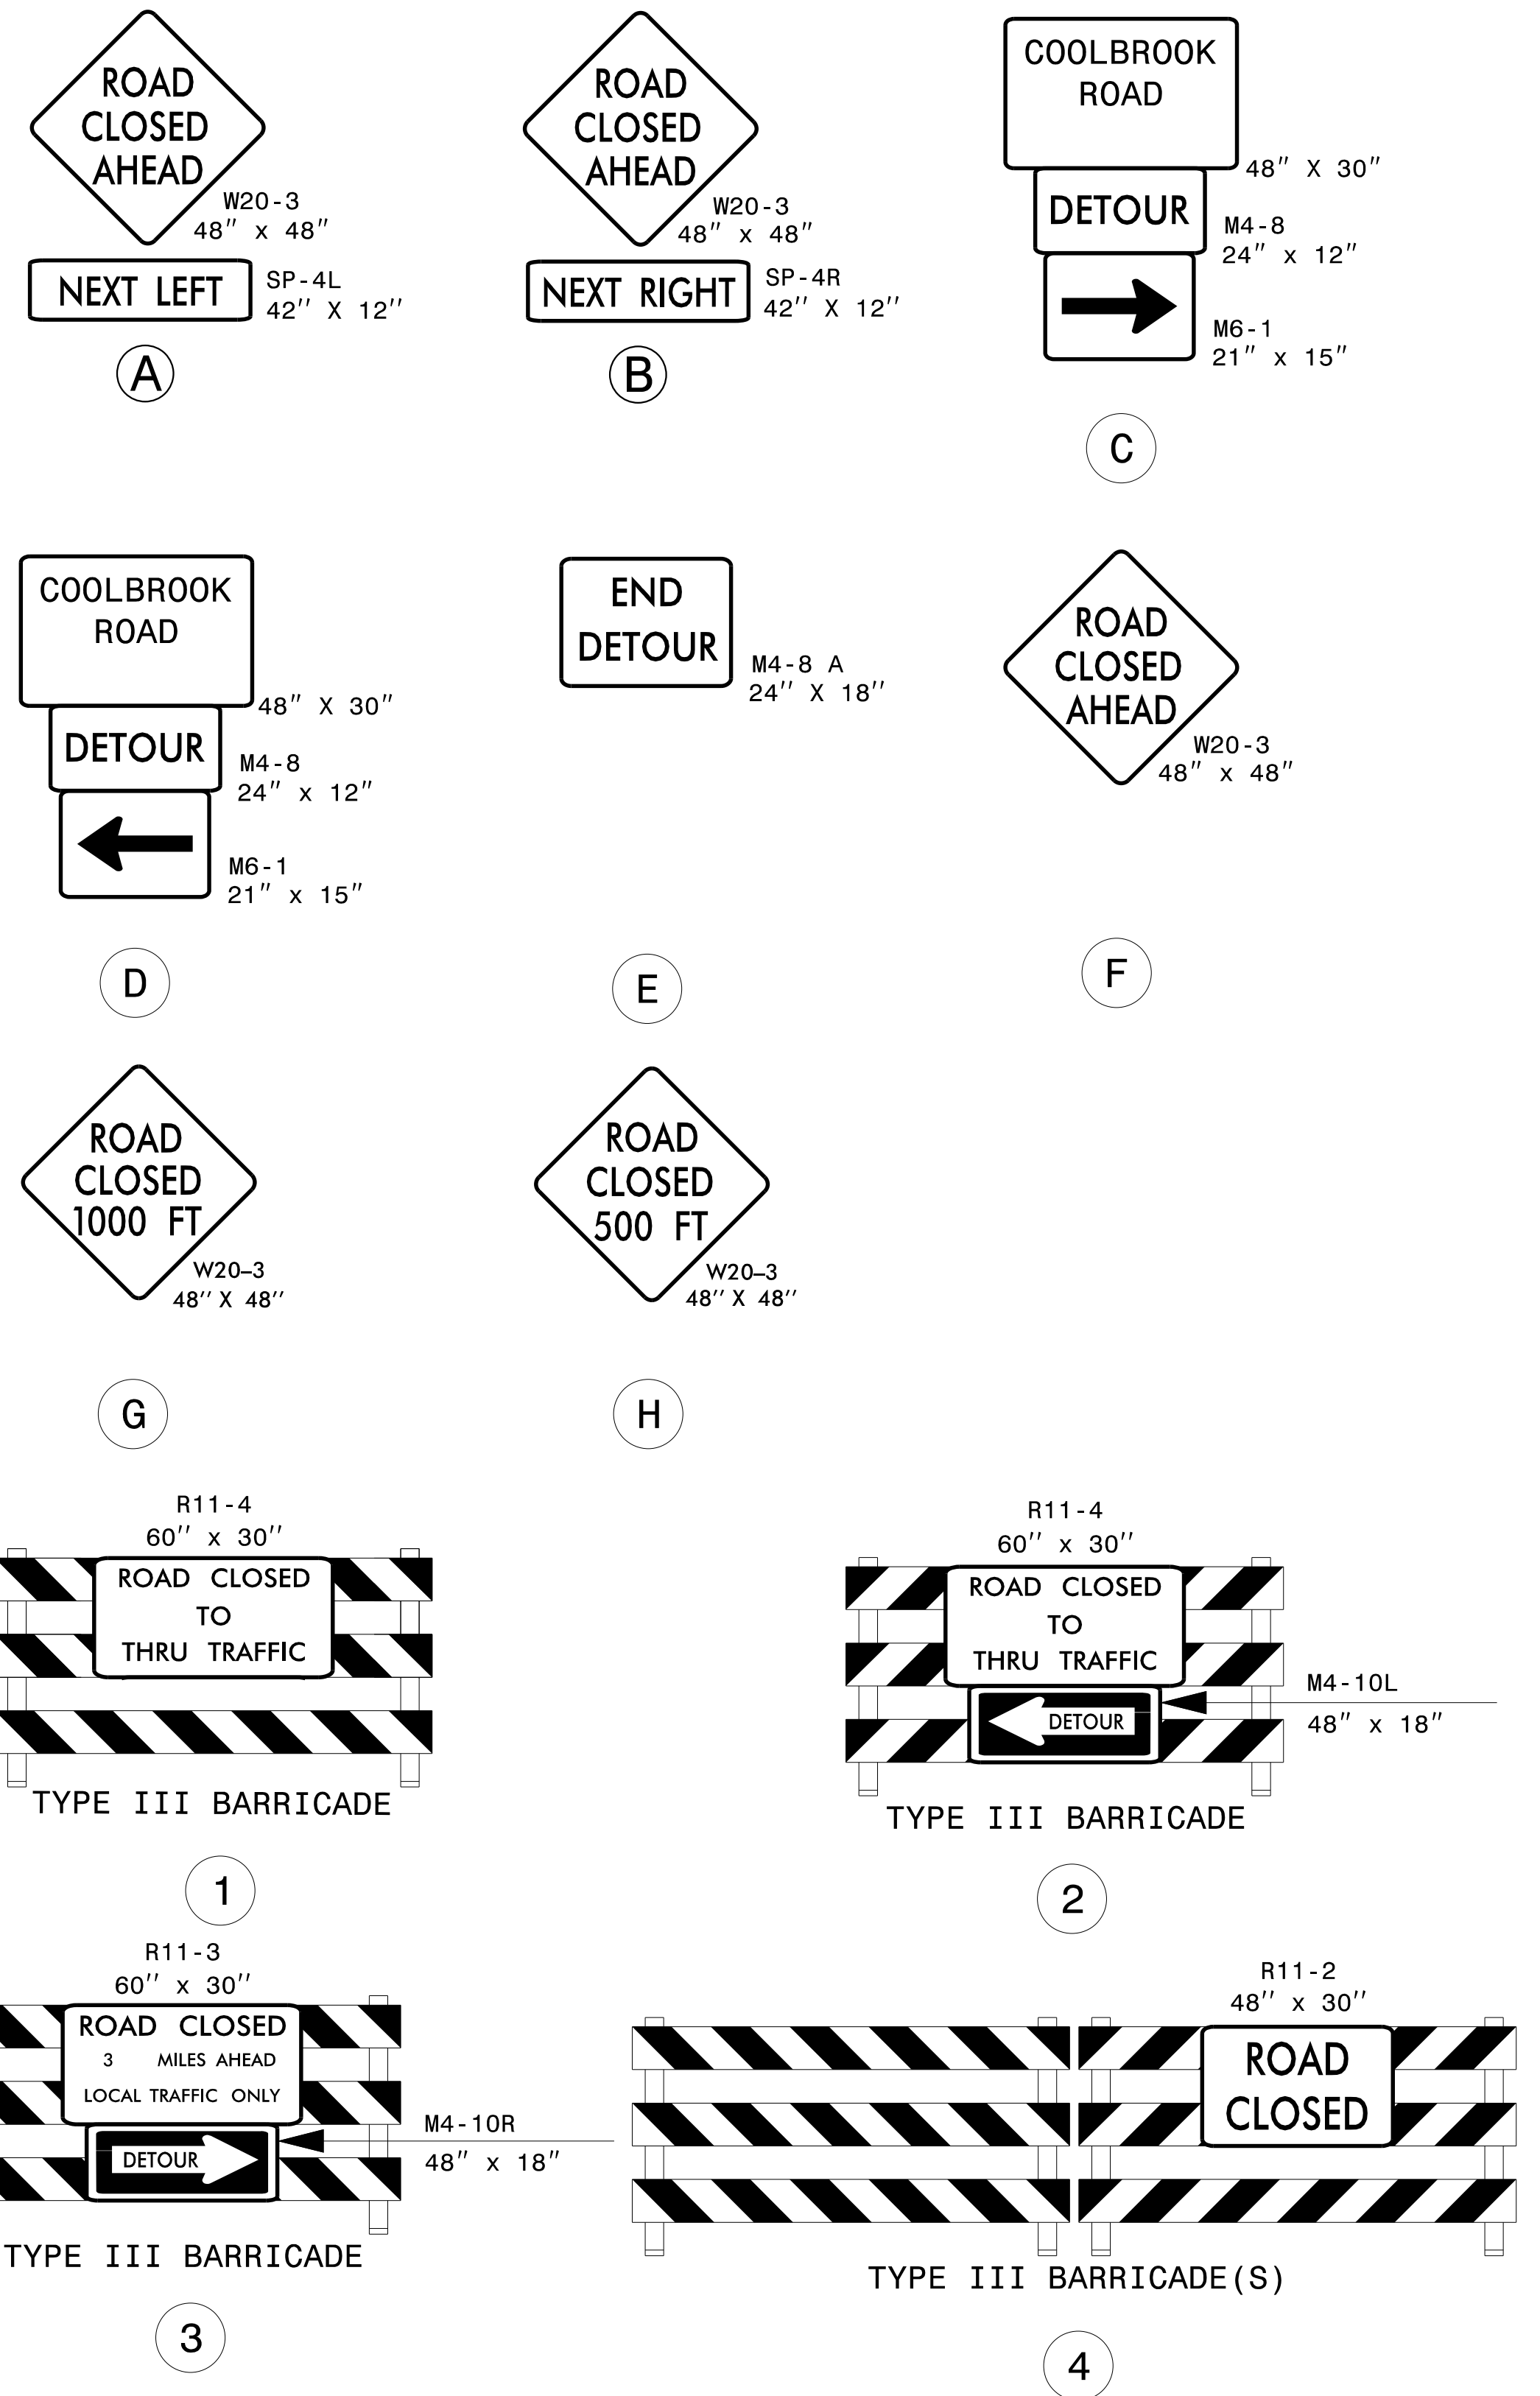 ROAD
CLOSED
AHEAD
W20-3
48" x 48"
NEXT LEFT
SP-4L
42'' X 12''
A
ROAD
CLOSED
AHEAD
W20-3
48" x 48"
NEXT RIGHT
SP-4R
42'' X 12''
B
COOLBROOK
ROAD
48" X 30"
DETOUR
M4-8
24" x 12"
M6-1
21" x 15"
C
COOLBROOK
ROAD
48" X 30"
DETOUR
M4-8
24" x 12"
M6-1
21" x 15"
D
END
DETOUR
M4-8 A
24'' X 18''
E
ROAD
CLOSED
AHEAD
W20-3
48" x 48"
F
ROAD
CLOSED
1000 FT
W20–3
48'' X 48''
G
ROAD
CLOSED
500 FT
W20–3
48'' X 48''
H
R11-4
60'' x 30''
ROAD CLOSED
TO
THRU TRAFFIC
TYPE III BARRICADE
1
R11-4
60'' x 30''
ROAD CLOSED
TO
THRU TRAFFIC
DETOUR
M4-10L
48" x 18"
TYPE III BARRICADE
2
R11-3
60'' x 30''
ROAD CLOSED
3 MILES AHEAD
LOCAL TRAFFIC ONLY
DETOUR
M4-10R
48" x 18"
TYPE III BARRICADE
3
R11-2
48'' x 30''
ROAD
CLOSED
TYPE III BARRICADE(S)
4